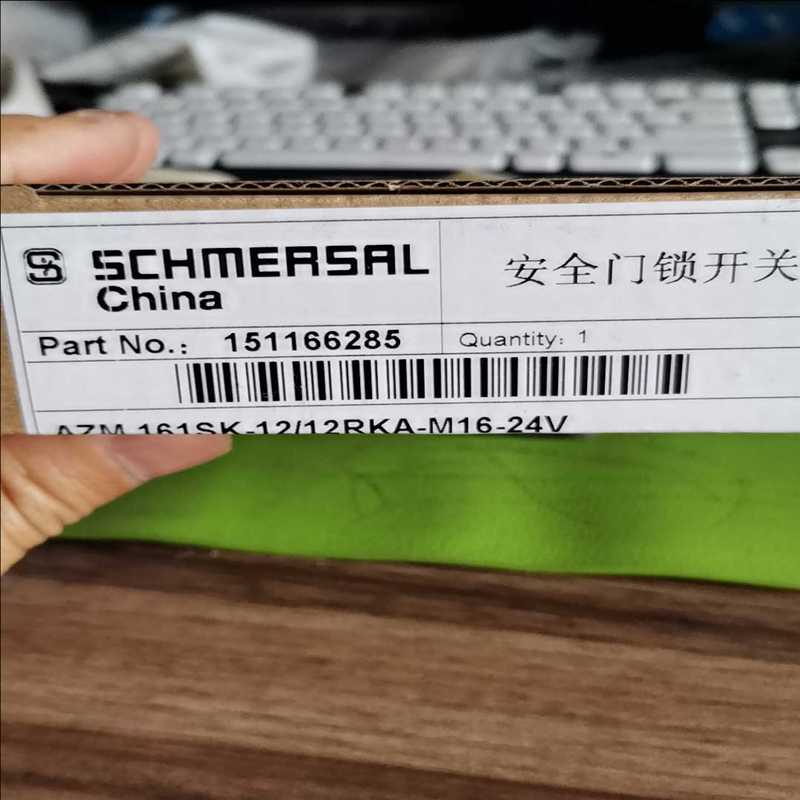 SCHMERSAL
China
安全门锁开关
Part No.: 151166285
Quantity: 1
AZM 161SK-12/12RKA-M16-24V